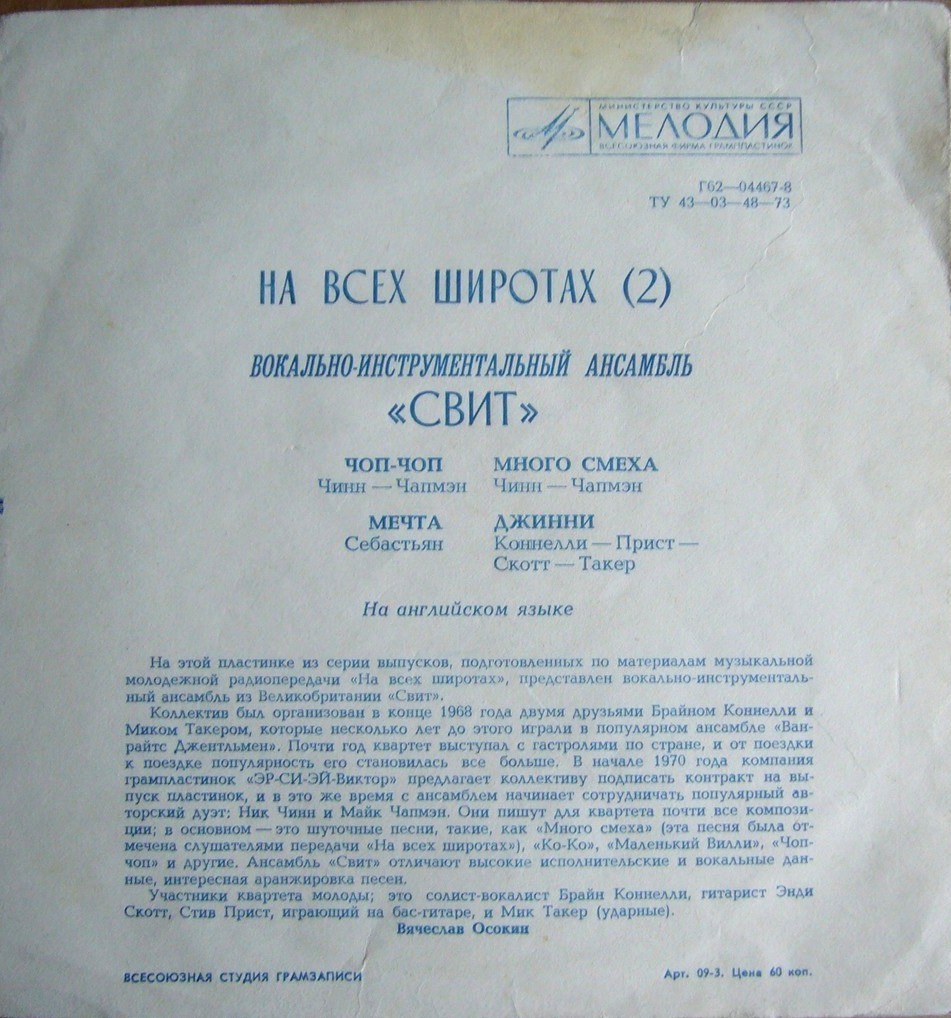 МИНИСТЕРСТВО КУЛЬТУРЫ СССР
МЕЛОДИЯ
ВСЕСОЮЗНАЯ ФИРМА ГРАМПЛАСТИНОК
Г62—04467-8
ТУ 43—03—48—73
НА ВСЕХ ШИРОТАХ (2)
ВОКАЛЬНО-ИНСТРУМЕНТАЛЬНЫЙ АНСАМБЛЬ
«СВИТ»
ЧОП-ЧОП
Чинн — Чапмэн
МЕЧТА
Себастьян
МНОГО СМЕХА
Чинн — Чапмэн
ДЖИННИ
Коннелли — Прист —
Скотт — Такер
На английском языке
На этой пластинке из серии выпусков, подготовленных по материалам музыкальной
молодежной радиопередачи «На всех широтах», представлен вокально-инструменталь-
ный ансамбль из Великобритании «Свит».
Коллектив был организован в конце 1968 года двумя друзьями Брайном Коннелли и
Миком Такером, которые несколько лет до этого играли в популярном ансамбле «Ван-
райтс Джентльмен». Почти год квартет выступал с гастролями по стране, и от поездки
к поездке популярность его становилась все больше. В начале 1970 года компания
грампластинок «ЭР-СИ-ЭЙ-Виктор» предлагает коллективу подписать контракт на вы-
пуск пластинок, и в это же время с ансамблем начинает сотрудничать популярный ав-
торский дуэт: Ник Чинн и Майк Чапмэн. Они пишут для квартета почти все компози-
ции; в основном — это шуточные песни, такие, как «Много смеха» (эта песня была от-
мечена слушателями передачи «На всех широтах»), «Ко-Ко», «Маленький Вилли», «Чоп-
чоп» и другие. Ансамбль «Свит» отличают высокие исполнительские и вокальные дан-
ные, интересная аранжировка песен.
Участники квартета молоды; это солист-вокалист Брайн Коннелли, гитарист Энди
Скотт, Стив Прист, играющий на бас-гитаре, и Мик Такер (ударные).
Вячеслав Осокин
ВСЕСОЮЗНАЯ СТУДИЯ ГРАМЗАПИСИ
Арт. 09-3. Цена 60 коп.